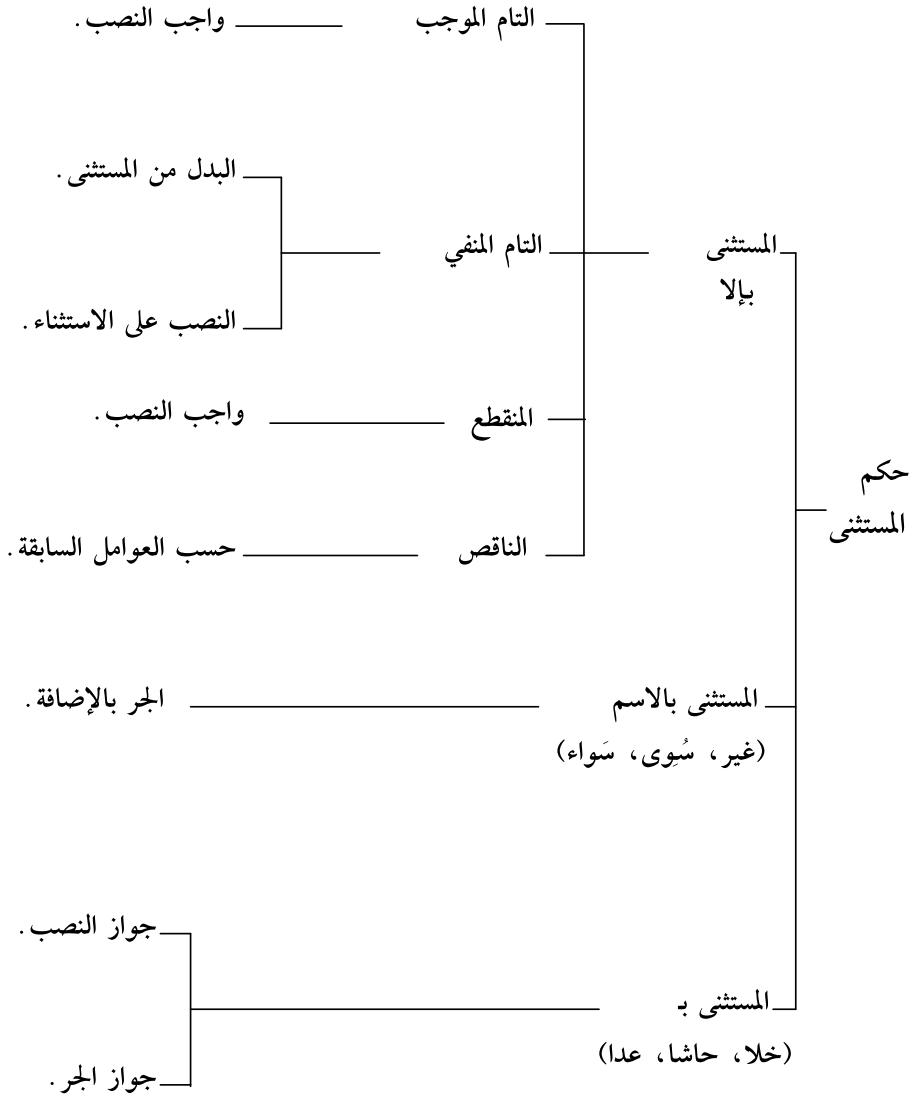 التام الموجب واجب النصب.
البدل من المستثنى.
المستثنى التام المنفي
بإلا
النصب على الاستثناء.
المنقطع واجب النصب.
حكم
المستثنى
الناقص حسب العوامل السابقة.
المستثنى بالاسم الجر بالإضافة.
(غير، سُوِى، سَواء)
جواز النصب.
المستثنى بـ
(خلا، حاشا، عدا)
جواز الجر.